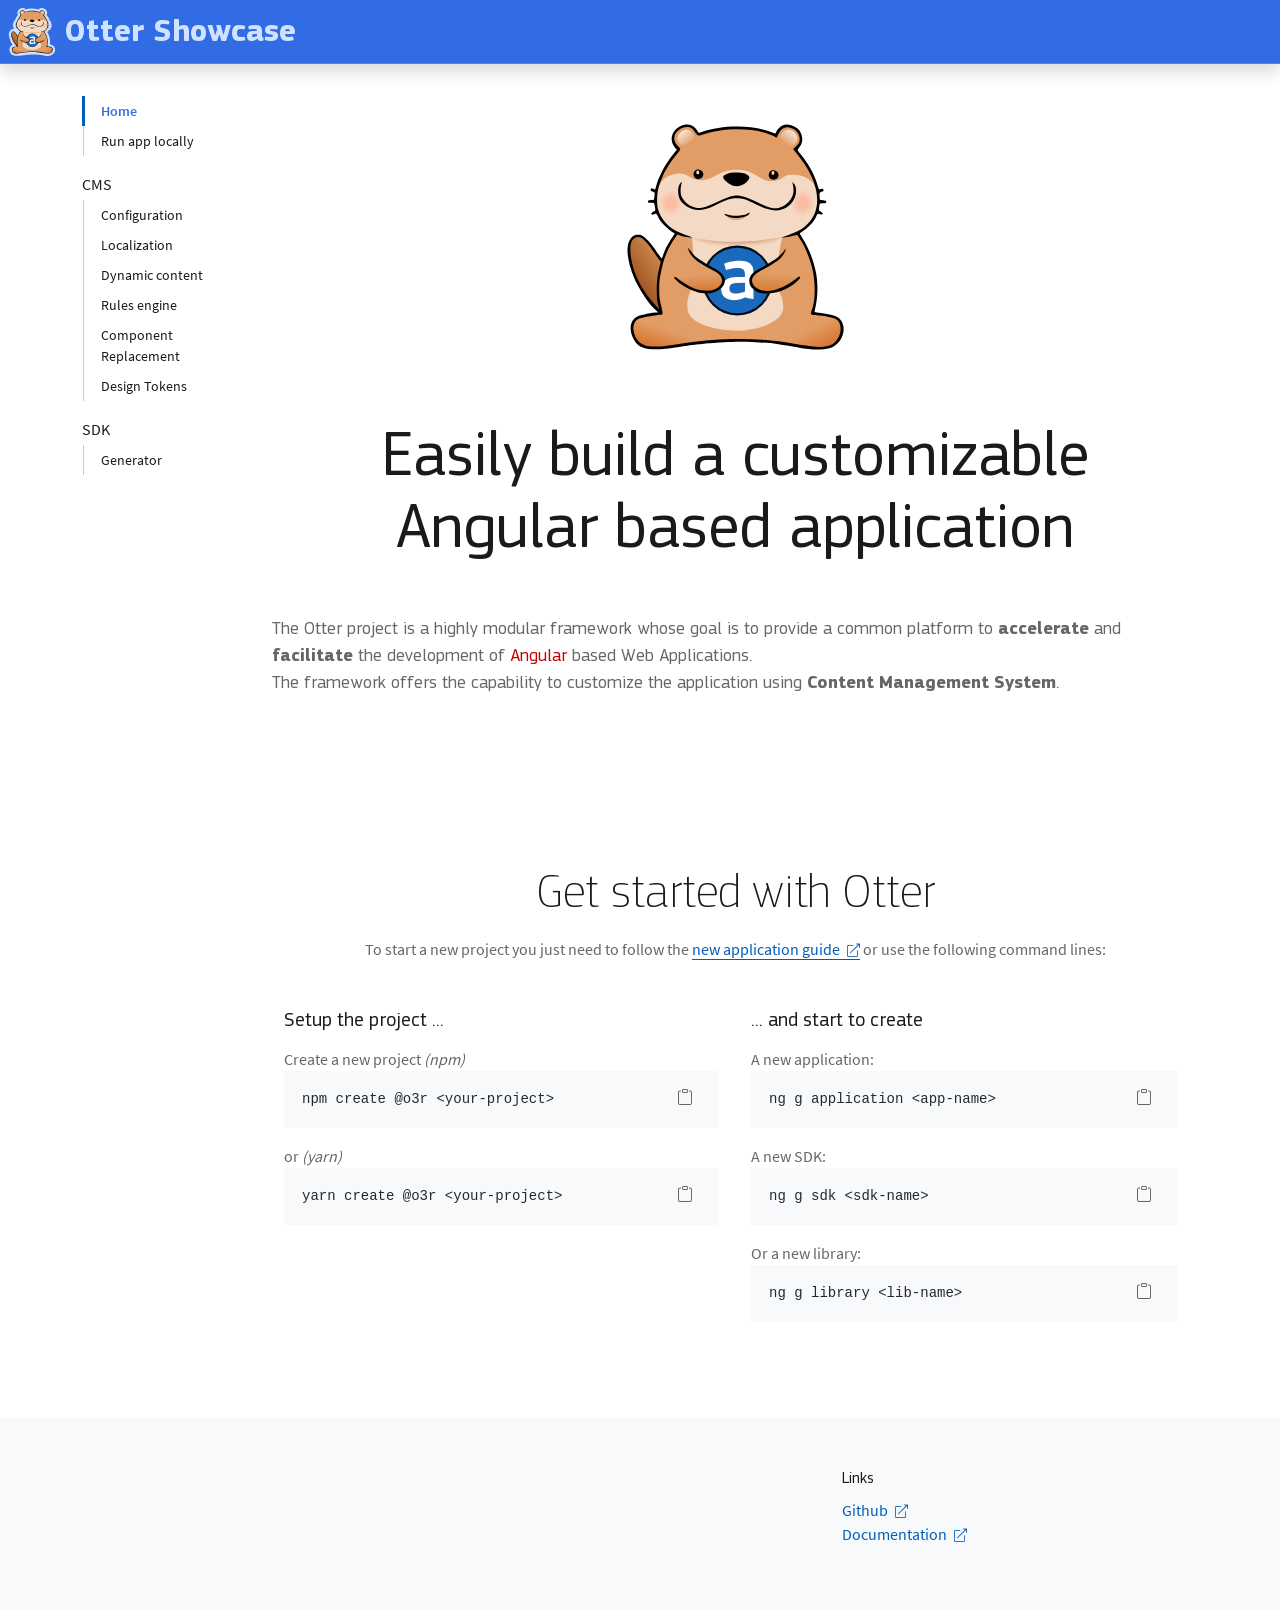 Otter Showcase
Home
Run app locally
CMS
Configuration
Localization
Dynamic content
Rules engine
Component
Replacement
Design Tokens
SDK
Generator
a
Easily build a customizable
Angular based application
The Otter project is a highly modular framework whose goal is to provide a common platform to accelerate and
facilitate the development of Angular based Web Applications.
The framework offers the capability to customize the application using Content Management System.
Get started with Otter
To start a new project you just need to follow the new application guide or use the following command lines:
Setup the project ...
Create a new project (npm)
npm create @o3r <your-project>
or (yarn)
yarn create @o3r <your-project>
... and start to create
A new application:
ng g application <app-name>
A new SDK:
ng g sdk <sdk-name>
Or a new library:
ng g library <lib-name>
Links
Github
Documentation